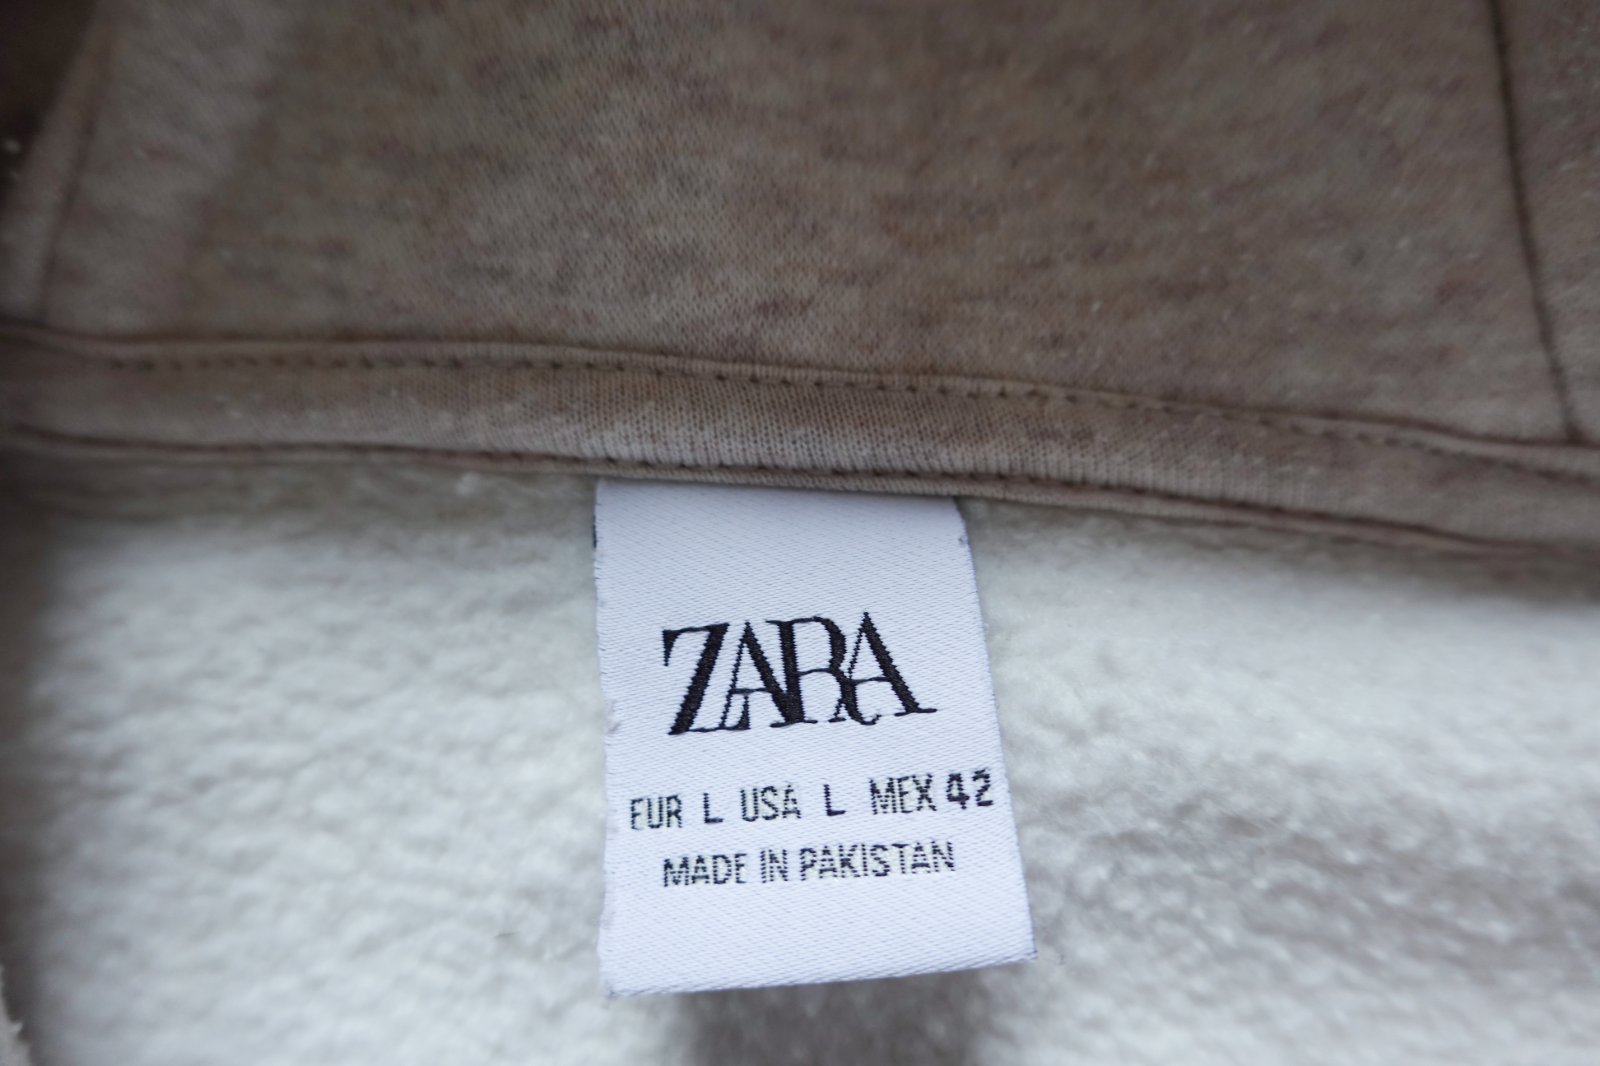 ZARA
EUR L USA L MEX 42
MADE IN PAKISTAN